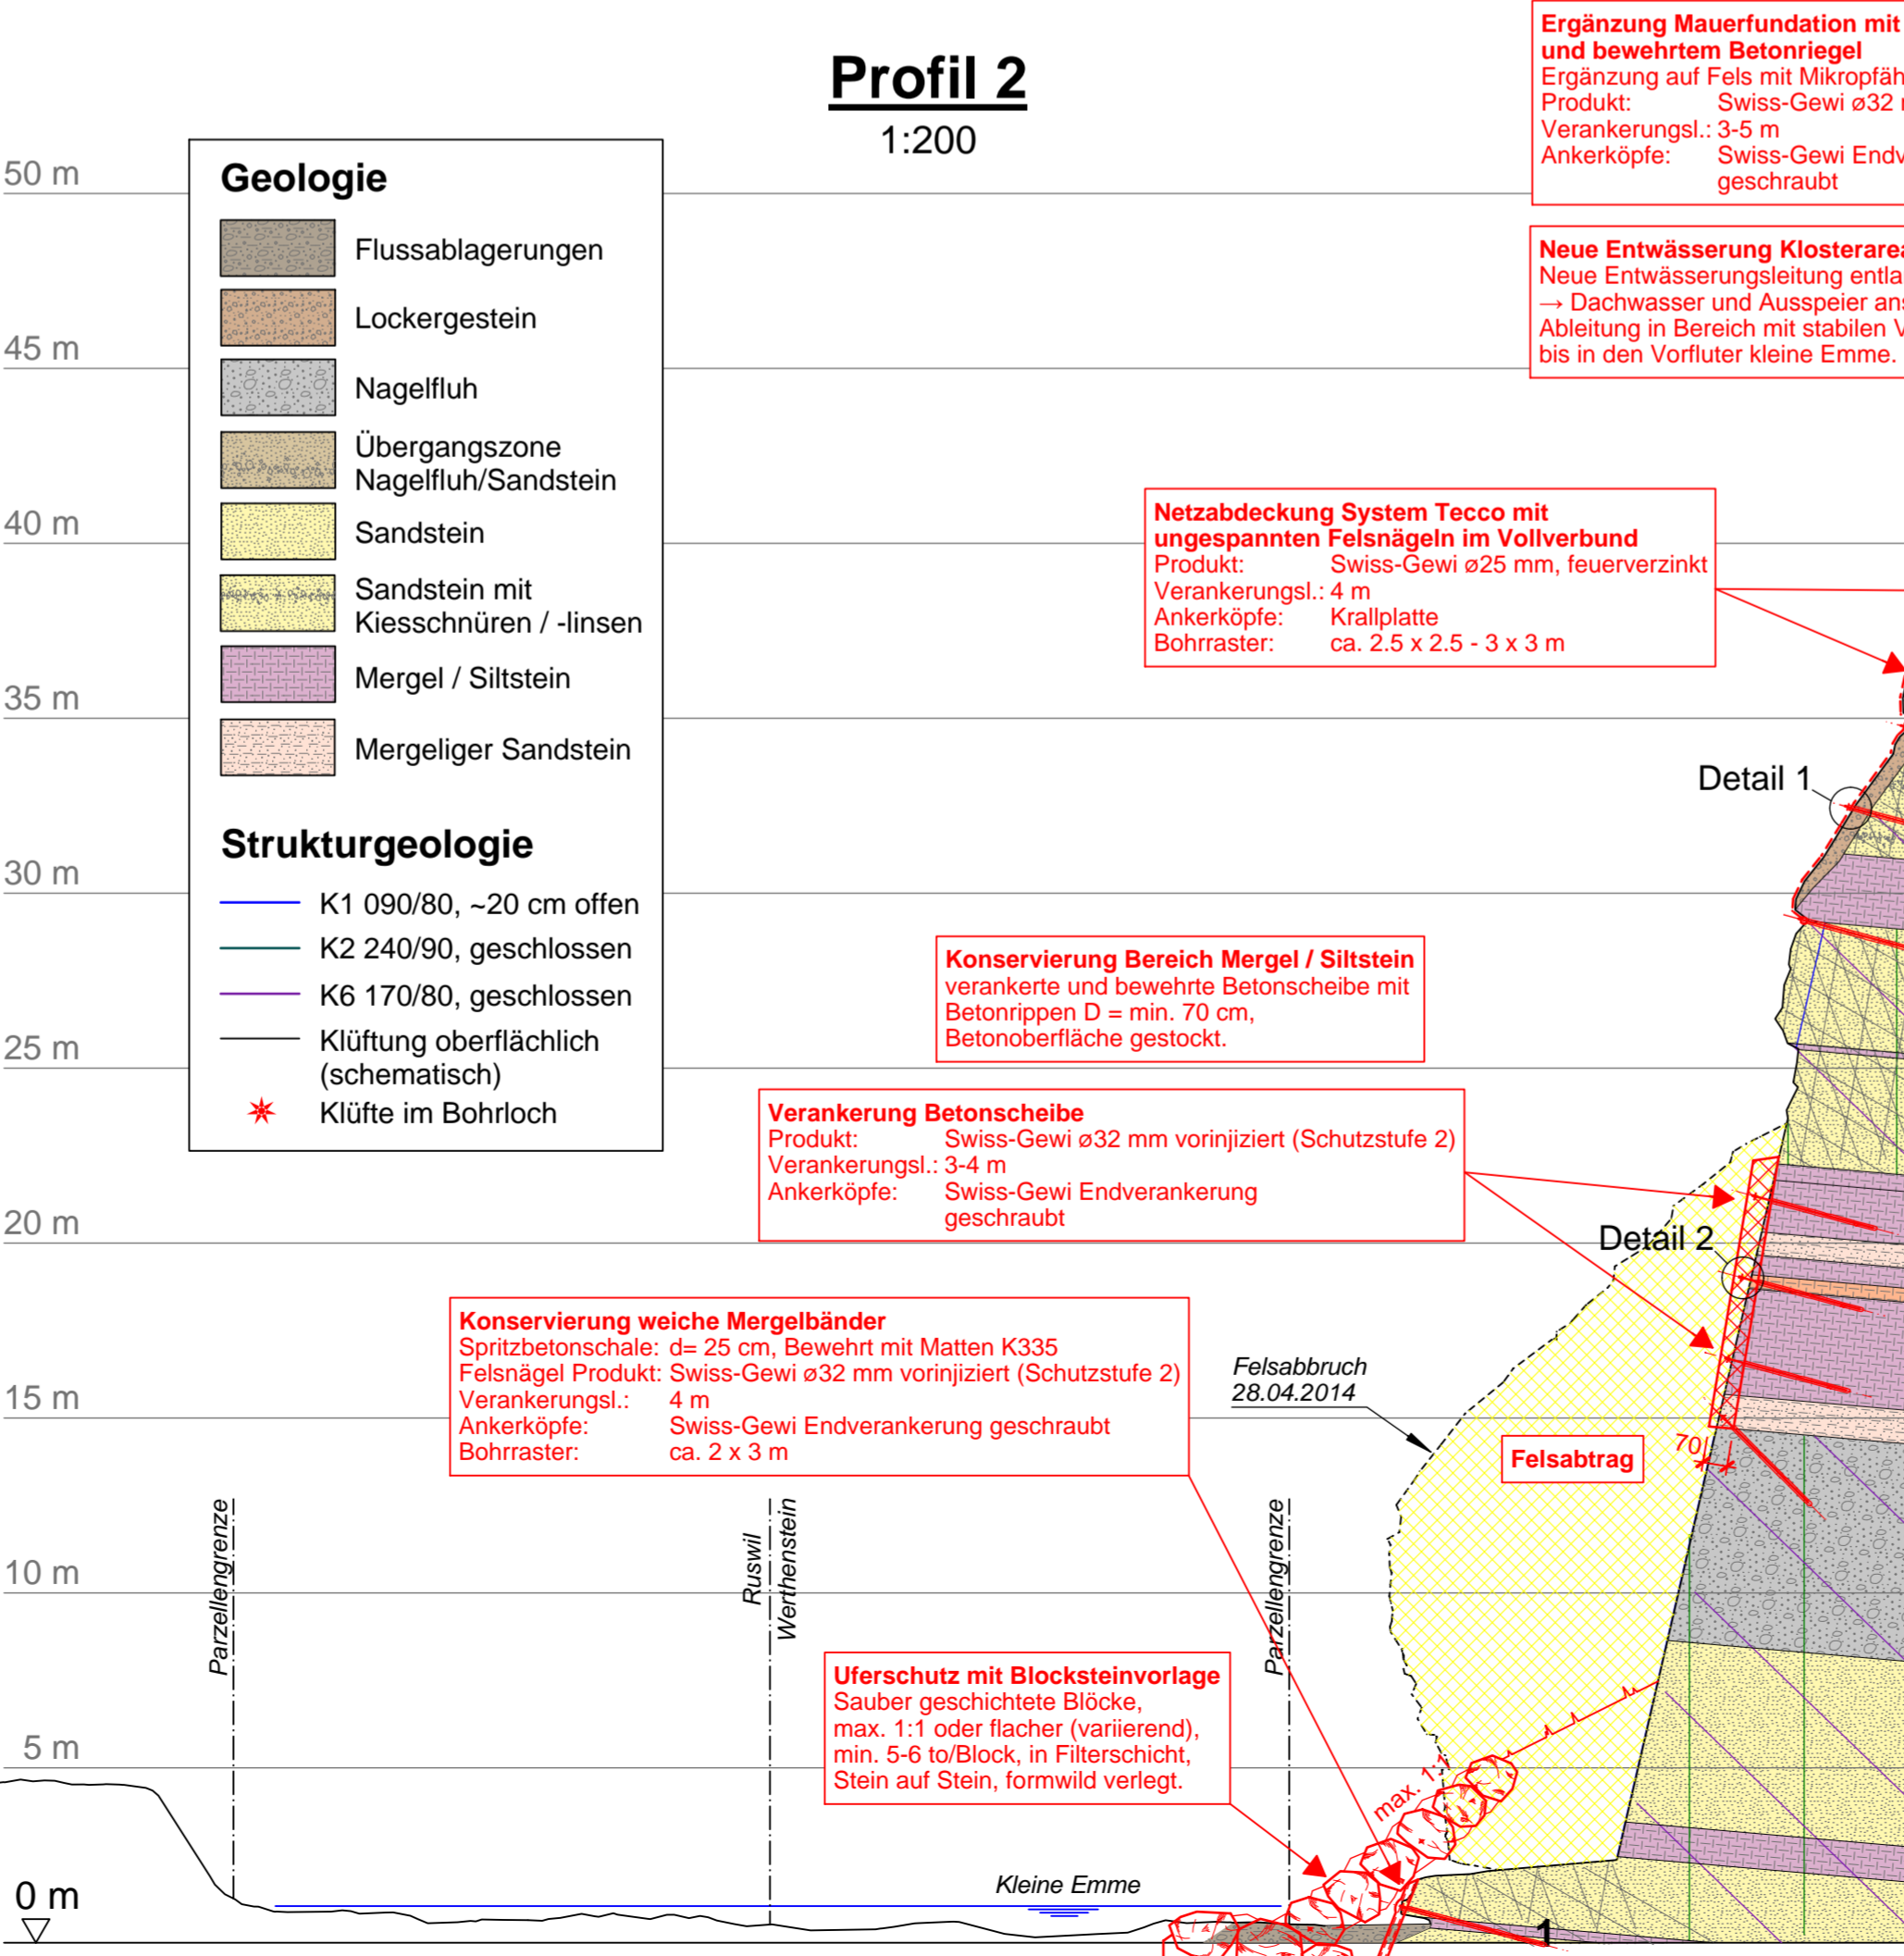 Profil 2
1:200
50 m
45 m
40 m
35 m
30 m
25 m
20 m
15 m
10 m
5 m
0 m
Geologie
Flussablagerungen
Lockergestein
Nagelfluh
Übergangszone
Nagelfluh/Sandstein
Sandstein
Sandstein mit
Kiesschnüren / -linsen
Mergel / Siltstein
Mergeliger Sandstein
Strukturgeologie
K1 090/80, ~20 cm offen
K2 240/90, geschlossen
K6 170/80, geschlossen
Klüftung oberflächlich
(schematisch)
Klüfte im Bohrloch
Ergänzung Mauerfundation mit
und bewehrtem Betonriegel
Ergänzung auf Fels mit Mikropfäh
Produkt: Swiss-Gewi ø32
Verankerungsl.: 3-5 m
Ankerköpfe: Swiss-Gewi Endv
geschraubt
Neue Entwässerung Klosterarea
Neue Entwässerungsleitung entla
→ Dachwasser und Ausspeier ans
Ableitung in Bereich mit stabilen V
bis in den Vorfluter kleine Emme.
Netzabdeckung System Tecco mit
ungespannten Felsnägeln im Vollverbund
Produkt: Swiss-Gewi ø25 mm, feuerverzinkt
Verankerungsl.: 4 m
Ankerköpfe: Krallplatte
Bohrraster: ca. 2.5 x 2.5 - 3 x 3 m
Detail 1
Konservierung Bereich Mergel / Siltstein
verankerte und bewehrte Betonscheibe mit
Betonrippen D = min. 70 cm,
Betonoberfläche gestockt.
Verankerung Betonscheibe
Produkt: Swiss-Gewi ø32 mm vorinjiziert (Schutzstufe 2)
Verankerungsl.: 3-4 m
Ankerköpfe: Swiss-Gewi Endverankerung
geschraubt
Detail 2
Konservierung weiche Mergelbänder
Spritzbetonschale: d= 25 cm, Bewehrt mit Matten K335
Felsnägel Produkt: Swiss-Gewi ø32 mm vorinjiziert (Schutzstufe 2)
Verankerungsl.: 4 m
Ankerköpfe: Swiss-Gewi Endverankerung geschraubt
Bohrraster: ca. 2 x 3 m
Felsabbruch
28.04.2014
Felsabtrag
70
Parzellengrenze
Ruswil
Werthenstein
Parzellengrenze
Uferschutz mit Blocksteinvorlage
Sauber geschichtete Blöcke,
max. 1:1 oder flacher (variierend),
min. 5-6 to/Block, in Filterschicht,
Stein auf Stein, formwild verlegt.
max. 1:1
Kleine Emme
1